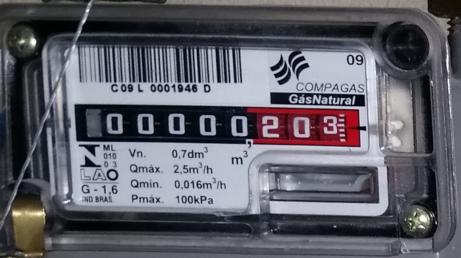 09
C 09 L 0001946 D
COMPAGAS
GásNatural
00000,203
m³
ML
010
03
N
LAO
G - 1,6
IND.BRAS.
Vn. 0,7dm³
Qmáx. 2,5m³/h
Qmin. 0,016m³/h
Pmáx. 100kPa